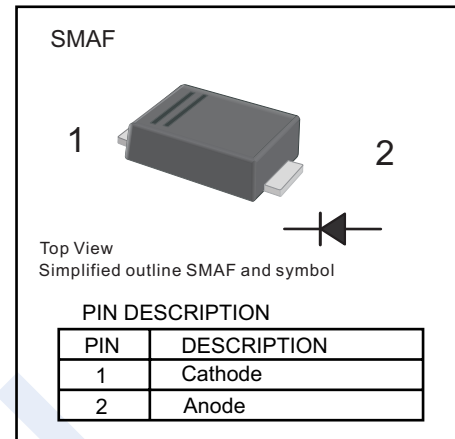 SMAF
1
2
Top View
Simplified outline SMAF and symbol
PIN DESCRIPTION
PIN DESCRIPTION
1 Cathode
2 Anode